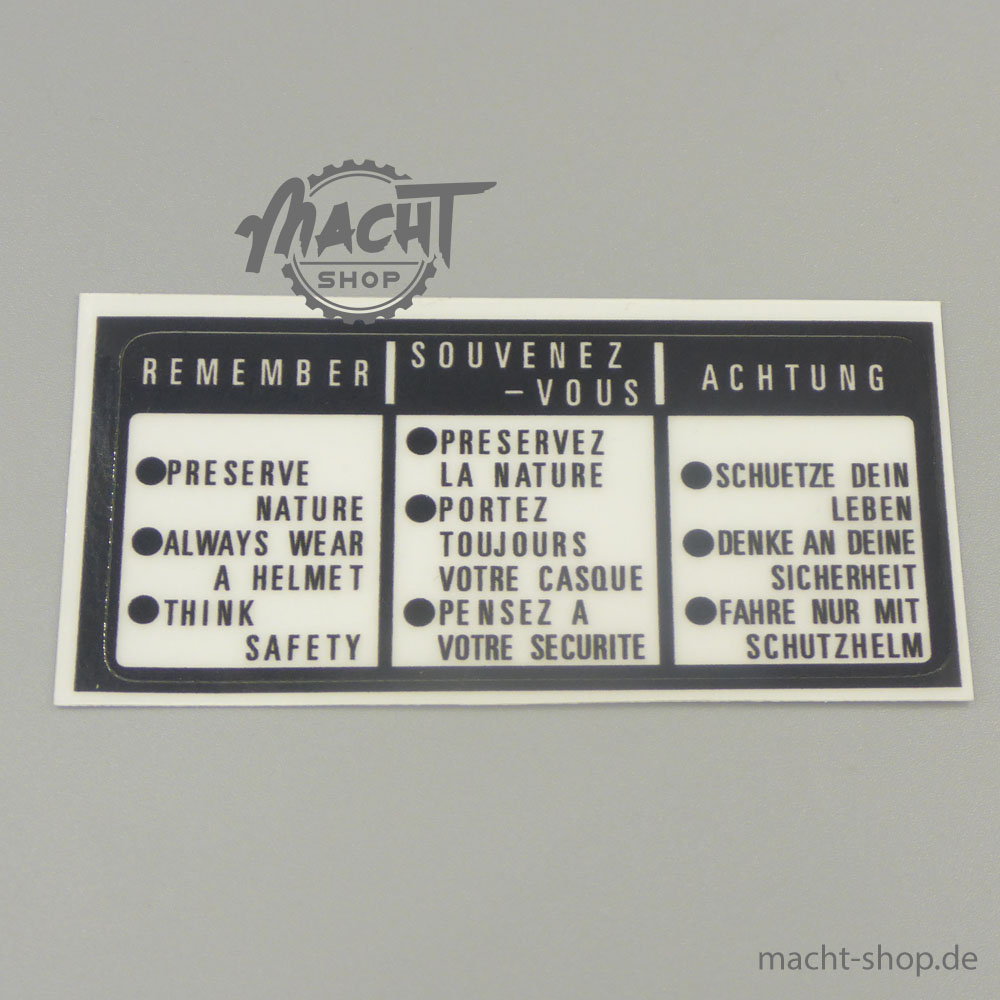 MACHT
SHOP
REMEMBER
PRESERVE
NATURE
ALWAYS WEAR
A HELMET
THINK
SAFETY
SOUVENEZ
–VOUS
PRESERVEZ
LA NATURE
PORTEZ
TOUJOURS
VOTRE CASQUE
PENSEZ A
VOTRE SECURITE
ACHTUNG
SCHUETZE DEIN
LEBEN
DENKE AN DEINE
SICHERHEIT
FAHRE NUR MIT
SCHUTZHELM
macht-shop.de